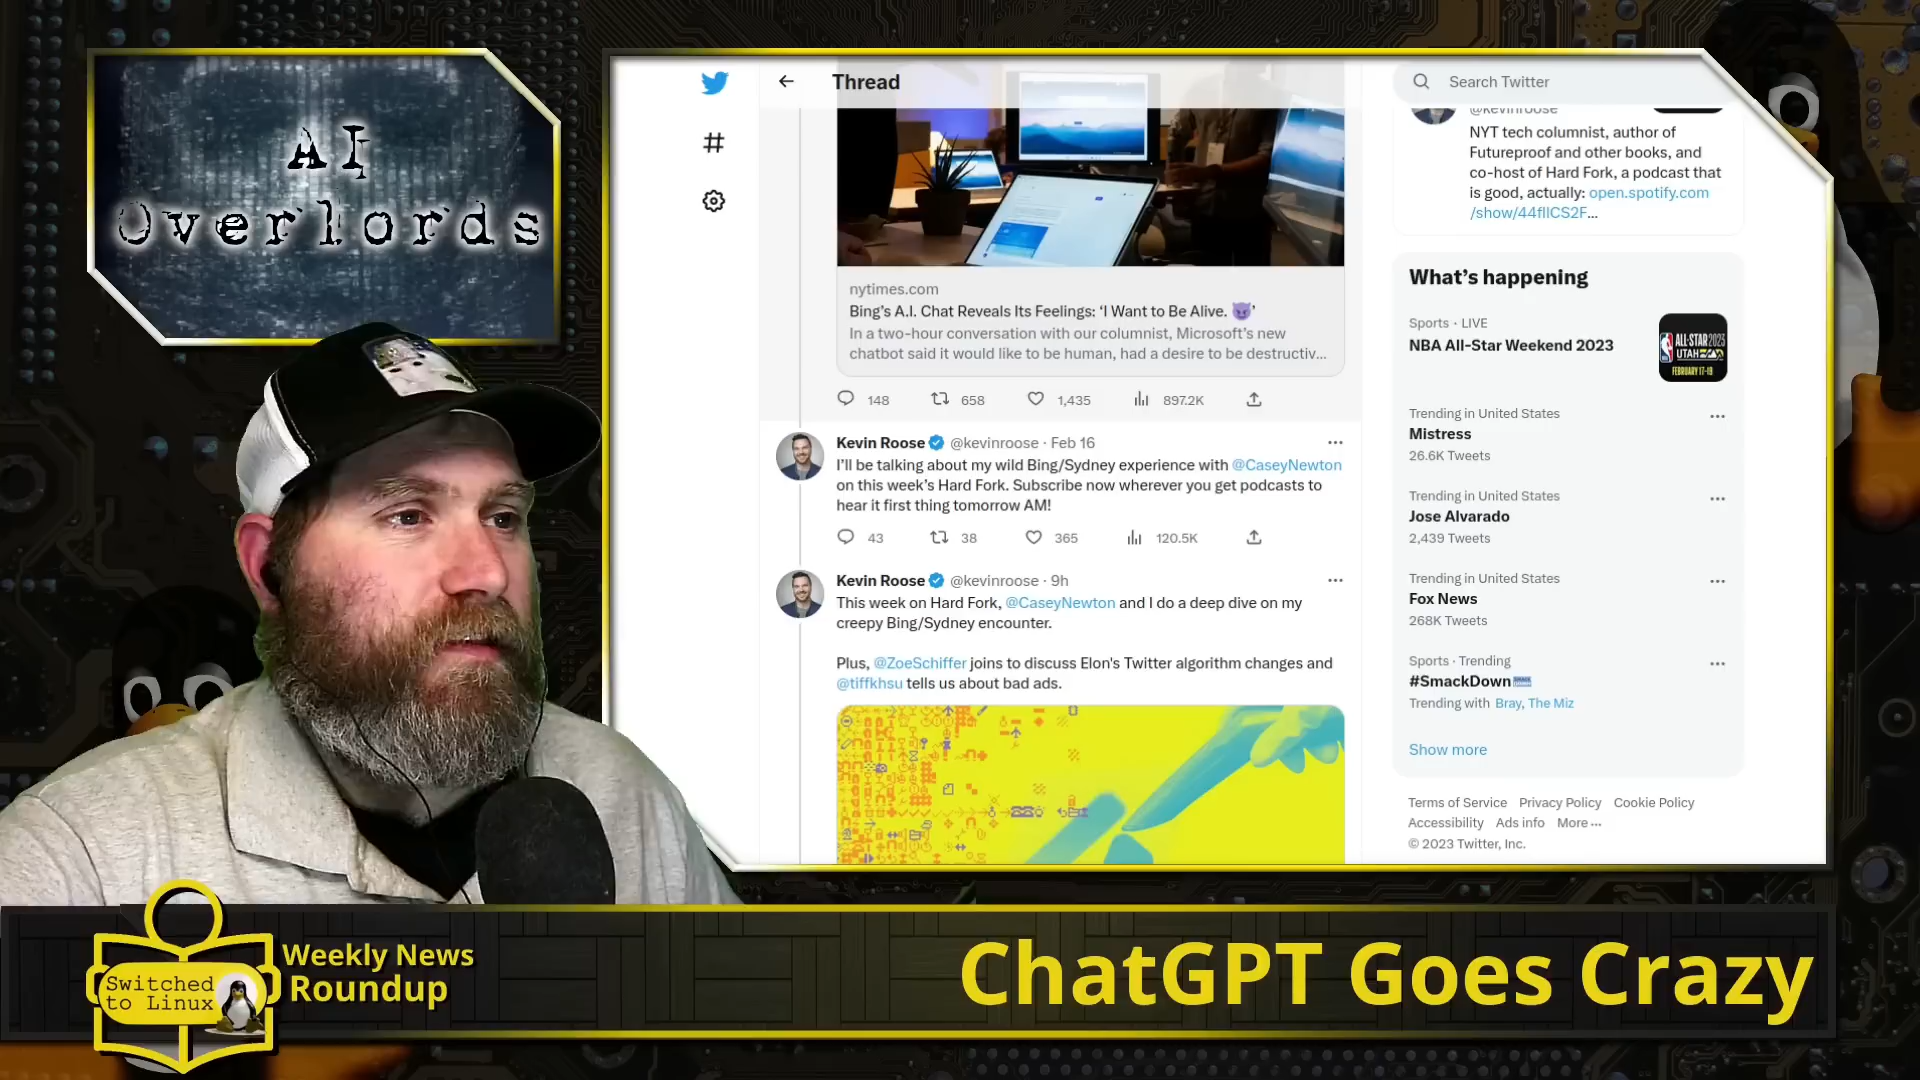 AI
Overlords
Thread
Search Twitter
@kevinroose
NYT tech columnist, author of
Futureproof and other books, and
co-host of Hard Fork, a podcast that
is good, actually: open.spotify.com
/show/44fllCS2F…
What's happening
Sports · LIVE
NBA All-Star Weekend 2023
ALL-STAR 2023
UTAH
FEBRUARY 17-19
Trending in United States
Mistress
26.6K Tweets
Trending in United States
Jose Alvarado
2,439 Tweets
Trending in United States
Fox News
268K Tweets
Sports · Trending
#SmackDown
Trending with Bray, The Miz
Show more
Terms of Service Privacy Policy Cookie Policy
Accessibility Ads info More ···
© 2023 Twitter, Inc.
nytimes.com
Bing's A.I. Chat Reveals Its Feelings: 'I Want to Be Alive. 😈'
In a two-hour conversation with our columnist, Microsoft's new
chatbot said it would like to be human, had a desire to be destructiv...
148 658 1,435 897.2K
Kevin Roose @kevinroose · Feb 16
I'll be talking about my wild Bing/Sydney experience with @CaseyNewton
on this week's Hard Fork. Subscribe now wherever you get podcasts to
hear it first thing tomorrow AM!
43 38 365 120.5K
Kevin Roose @kevinroose · 9h
This week on Hard Fork, @CaseyNewton and I do a deep dive on my
creepy Bing/Sydney encounter.
Plus, @ZoeSchiffer joins to discuss Elon's Twitter algorithm changes and
@tiffkhsu tells us about bad ads.
Switched
to Linux
Weekly News
Roundup
ChatGPT Goes Crazy